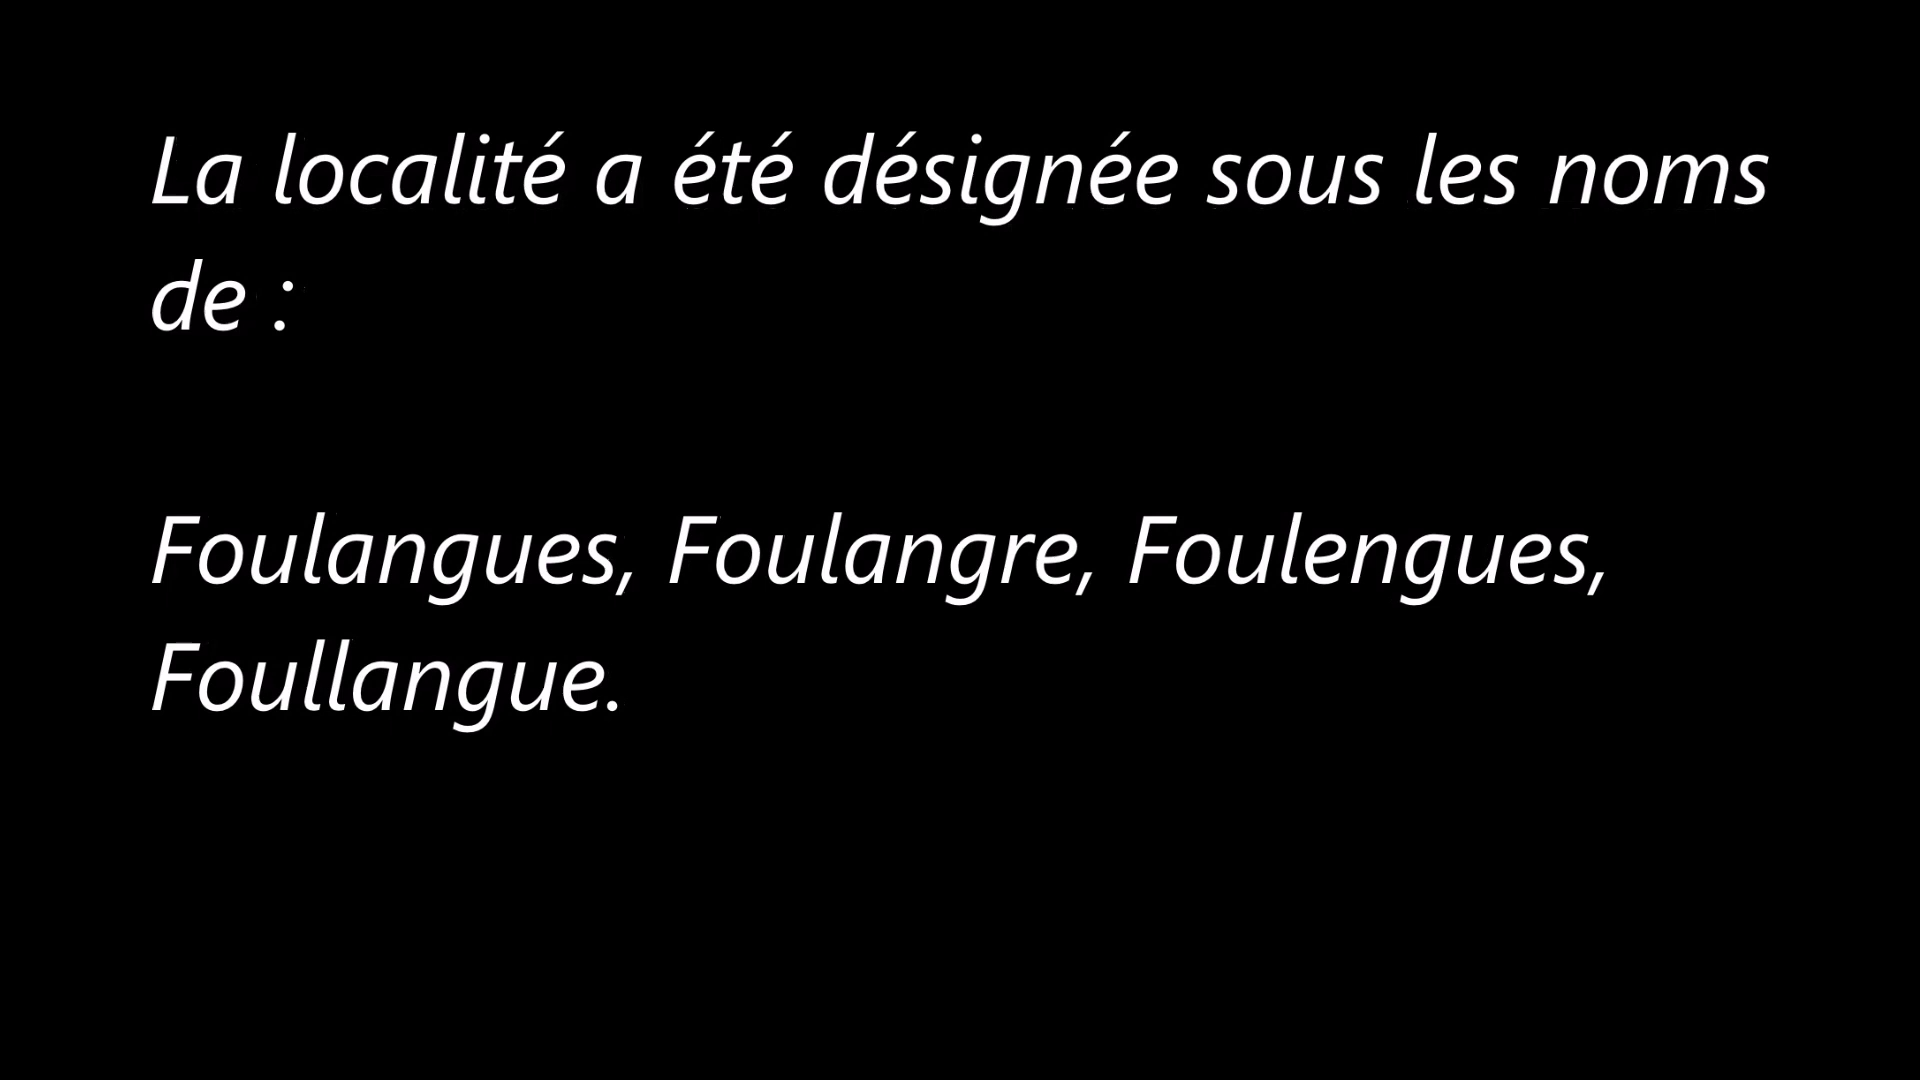 La localité a été désignée sous les noms
de :
Foulangues, Foulangre, Foulengues,
Foullangue.